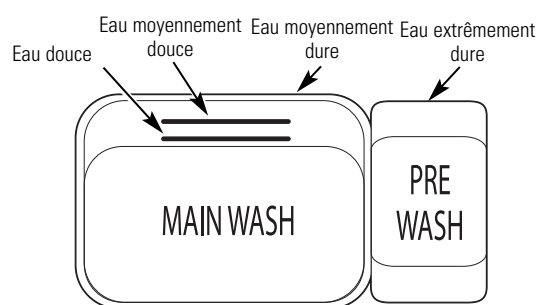 Eau douce
Eau moyennement
douce
Eau moyennement
dure
Eau extrêmement
dure
MAIN WASH
PRE
WASH